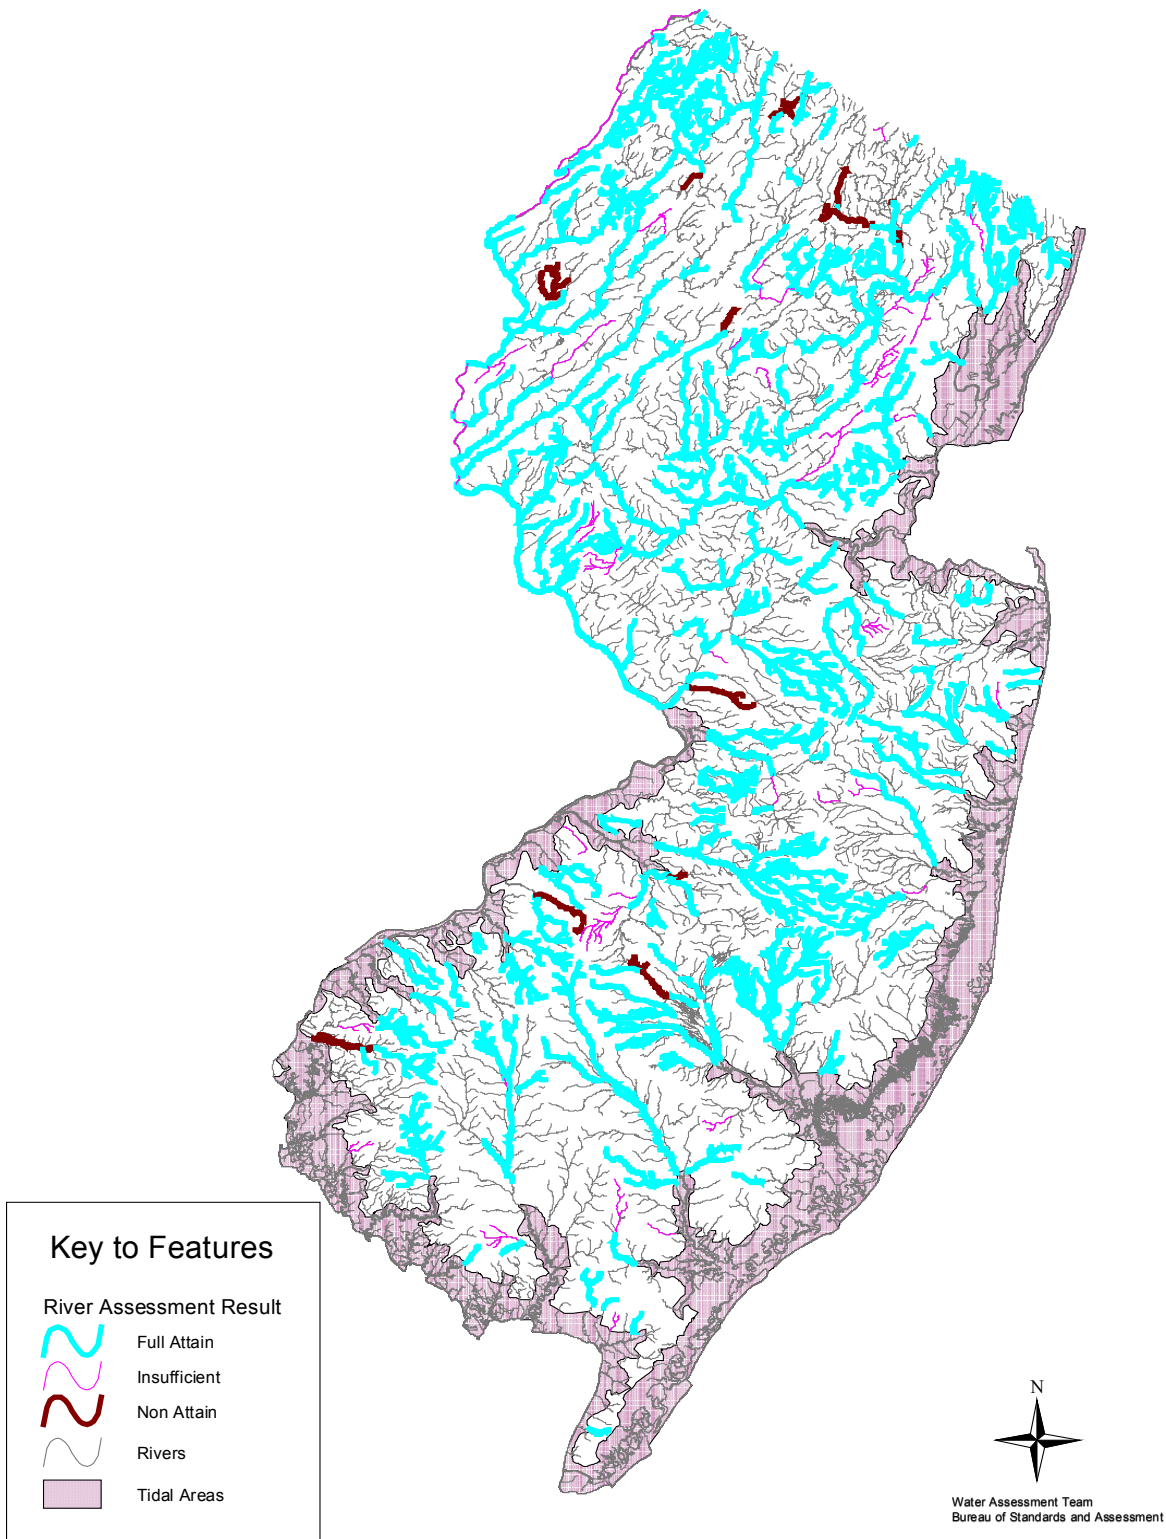 Key to Features
River Assessment Result
Full Attain
Insufficient
Non Attain
Rivers
Tidal Areas
N
Water Assessment Team
Bureau of Standards and Assessment